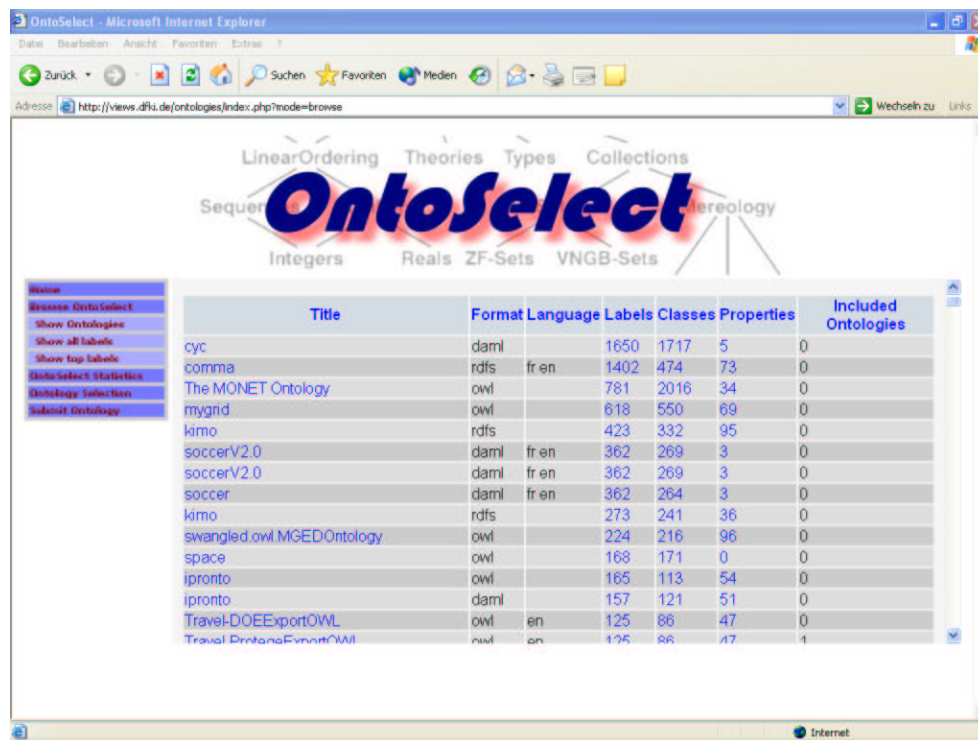 OntoSelect - Microsoft Internet Explorer
Datei Bearbeiten Ansicht Favoriten Extras ?
Zurück Suchen Favoriten Medien
Adresse http://views.dfki.de/ontologies/index.php?mode=browse Wechseln zu Links
LinearOrdering Theories Types Collections
OntoSelect
Mereology
Integers Reals ZF-Sets VNGB-Sets
Home
Browse OntoSelect
Show Ontologies
Show all labels
Show top labels
OntoSelect Statistics
Ontology Selection
Submit Ontology
Title Format Language Labels Classes Properties Included Ontologies
cyc daml 1650 1717 5 0
comma rdfs fr en 1402 474 73 0
The MONET Ontology owl 781 2016 34 0
mygrid owl 618 550 69 0
kimo rdfs 423 332 95 0
soccerV2.0 daml fr en 362 269 3 0
soccerV2.0 daml fr en 362 269 3 0
soccer daml fr en 362 264 3 0
kimo rdfs 273 241 36 0
swangled.owl MGEDOntology owl 224 216 96 0
space owl 168 171 0 0
ipronto owl 165 113 54 0
ipronto daml 157 121 51 0
Travel-DOEExportOWL owl en 125 86 47 0
Travel ProtegeExportOWL owl en 125 86 47 1
Internet